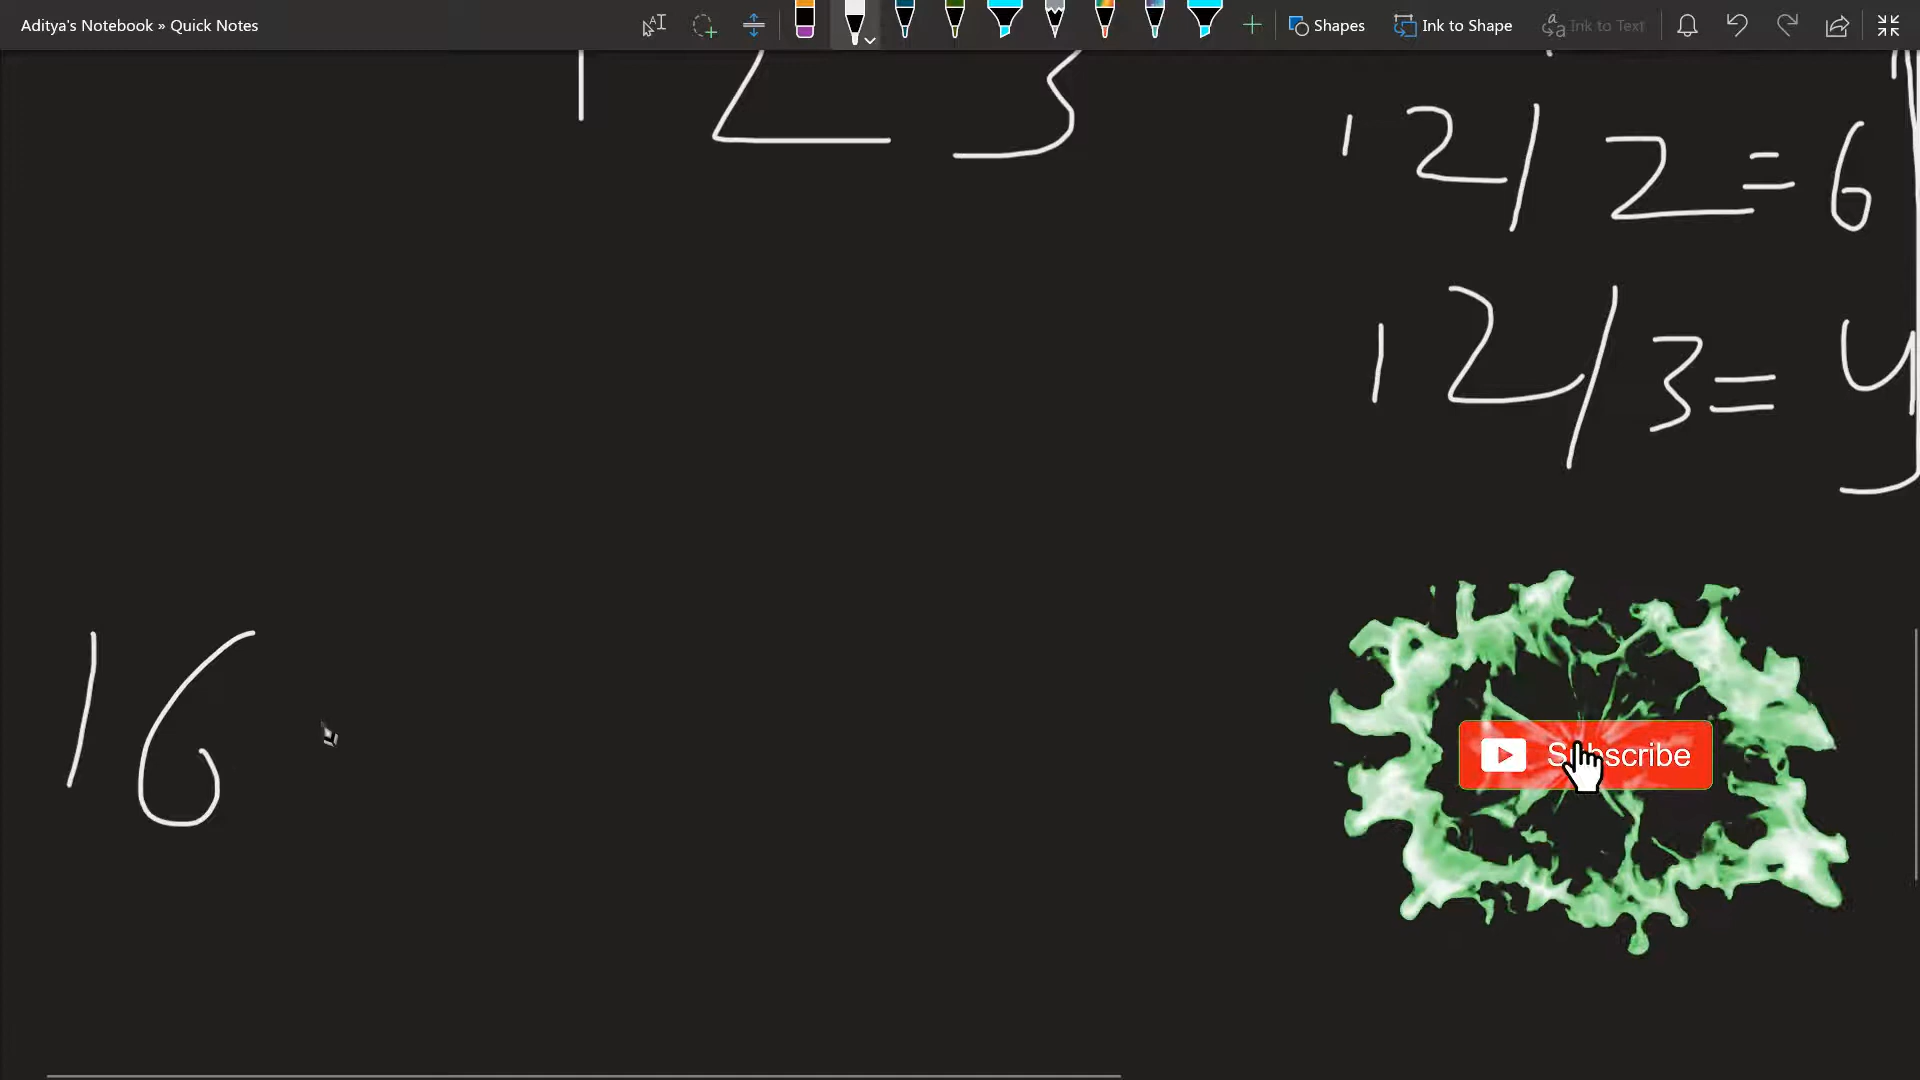 Aditya's Notebook » Quick Notes
Shapes
Ink to Shape
Ink to Text
1 2 3
12/2=6
12/3=4
16
Subscribe